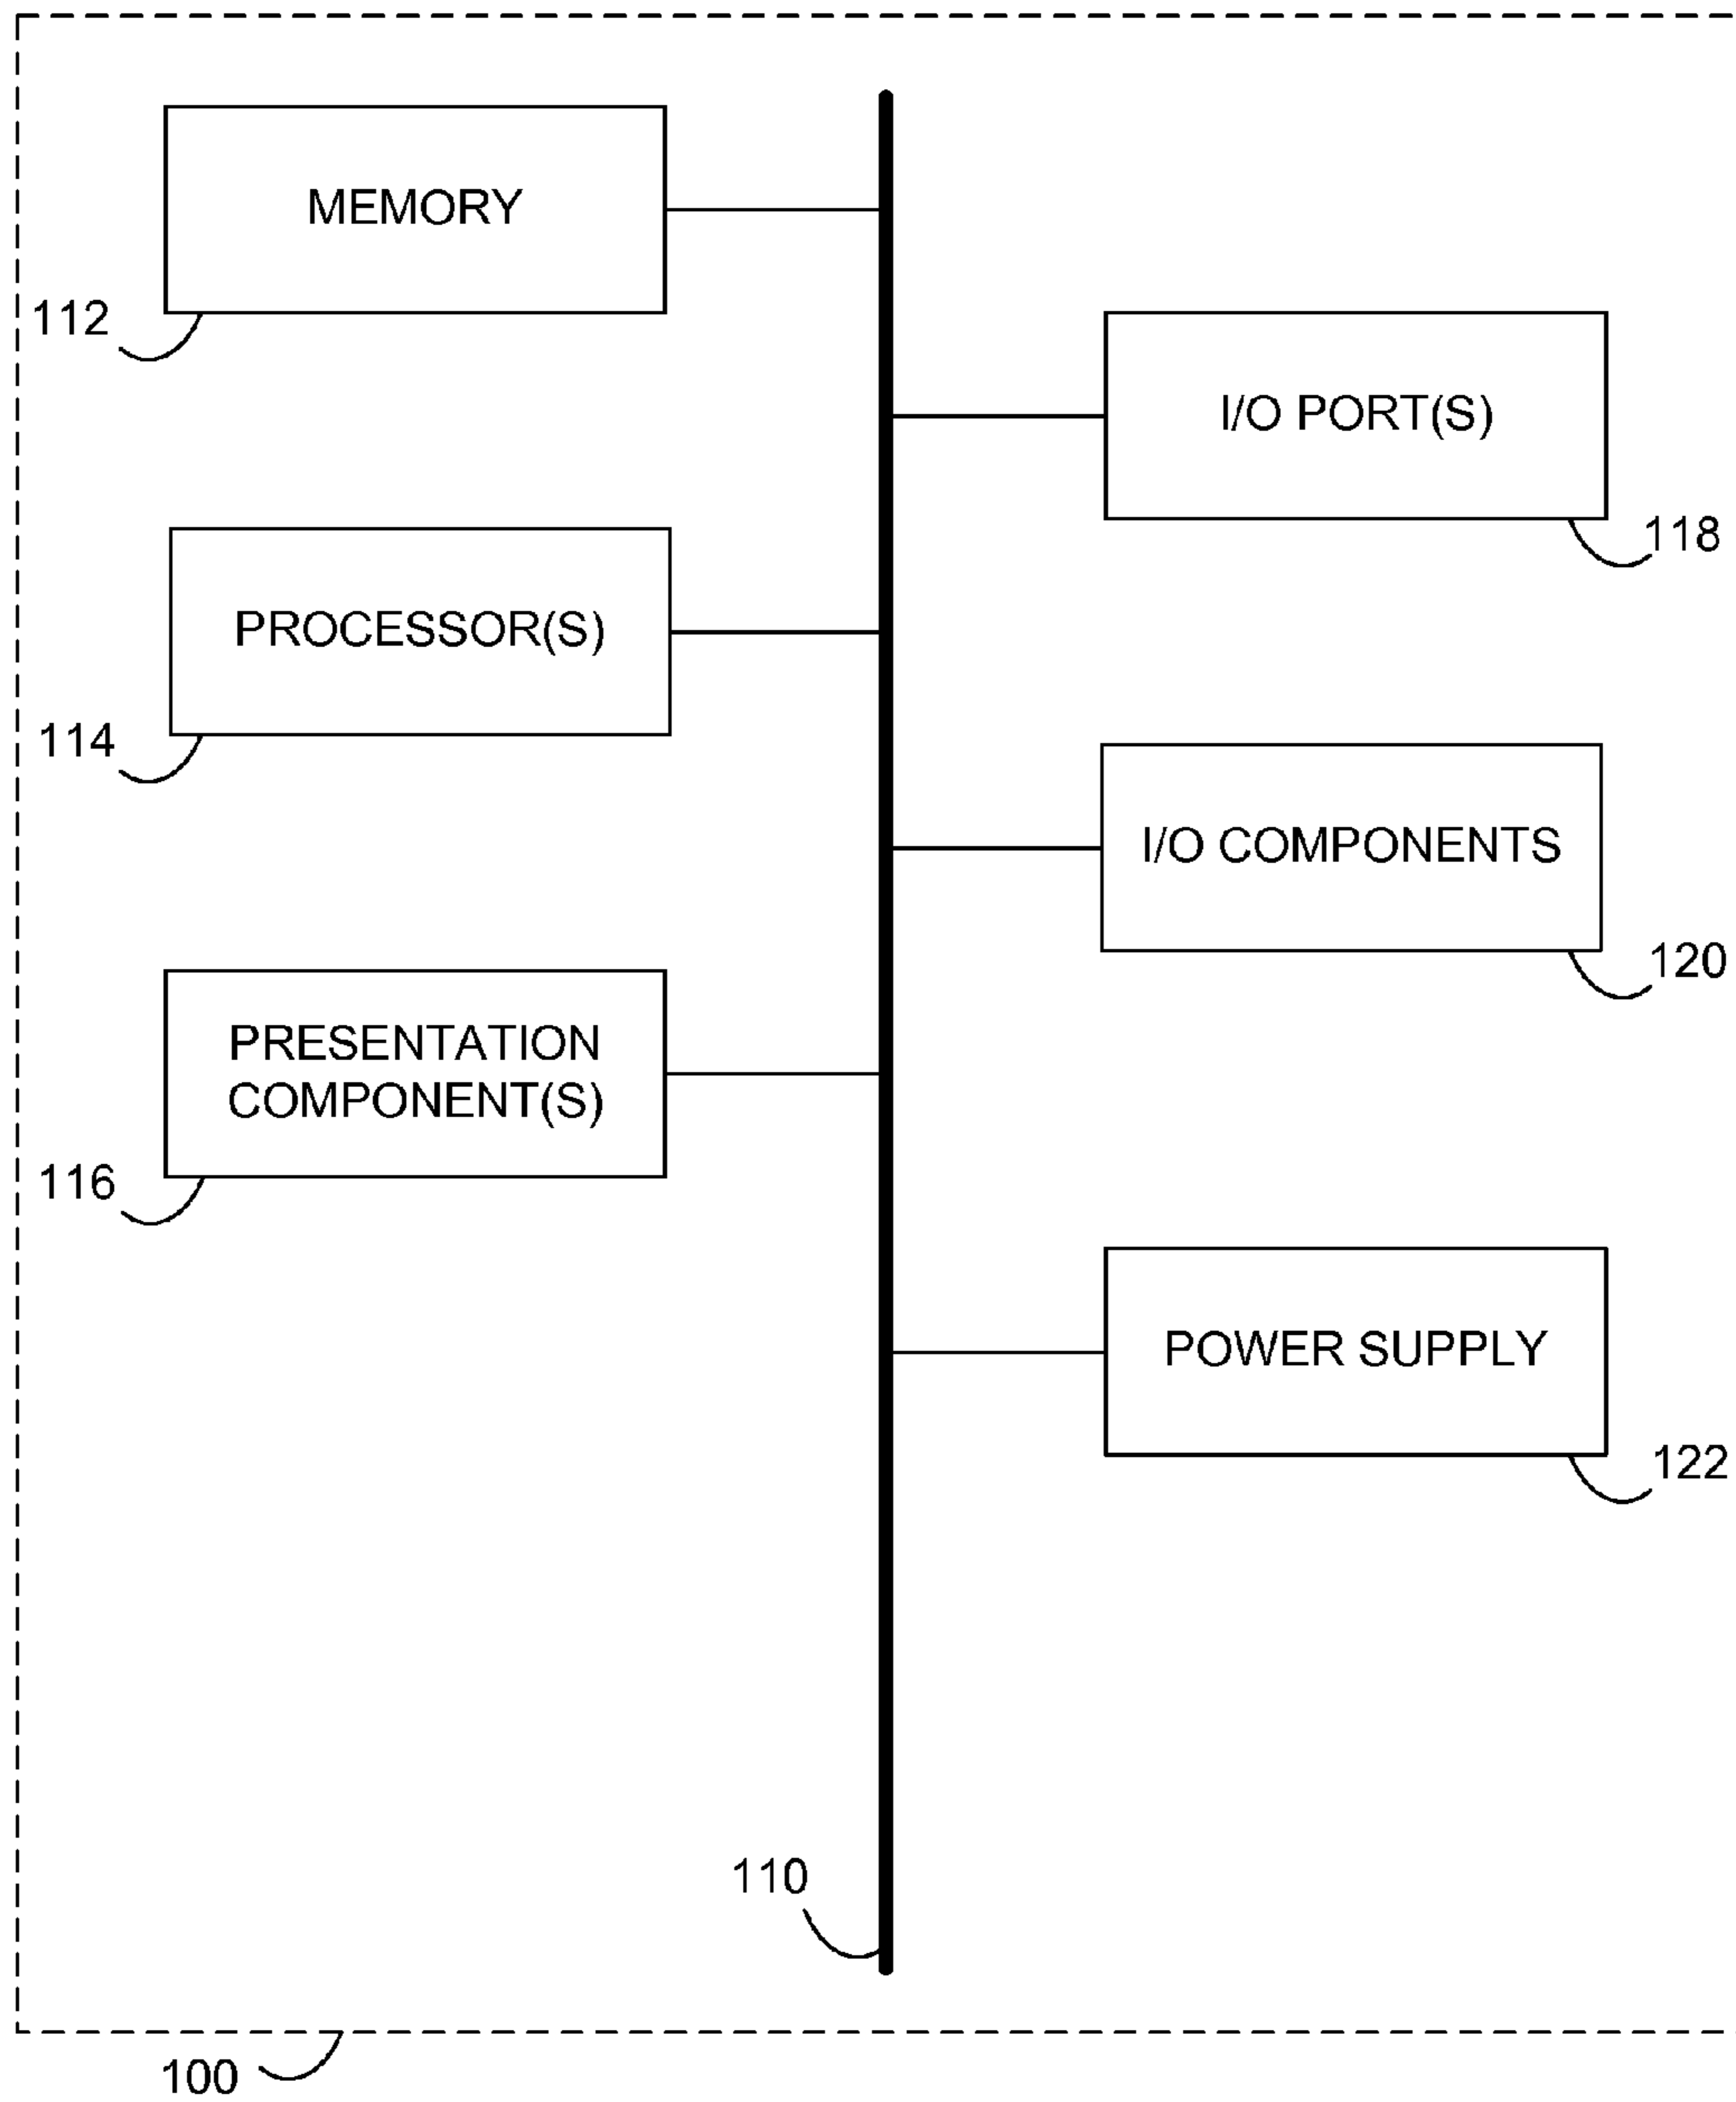 MEMORY
112
I/O PORT(S)
118
PROCESSOR(S)
114
I/O COMPONENTS
120
PRESENTATION
COMPONENT(S)
116
POWER SUPPLY
122
110
100